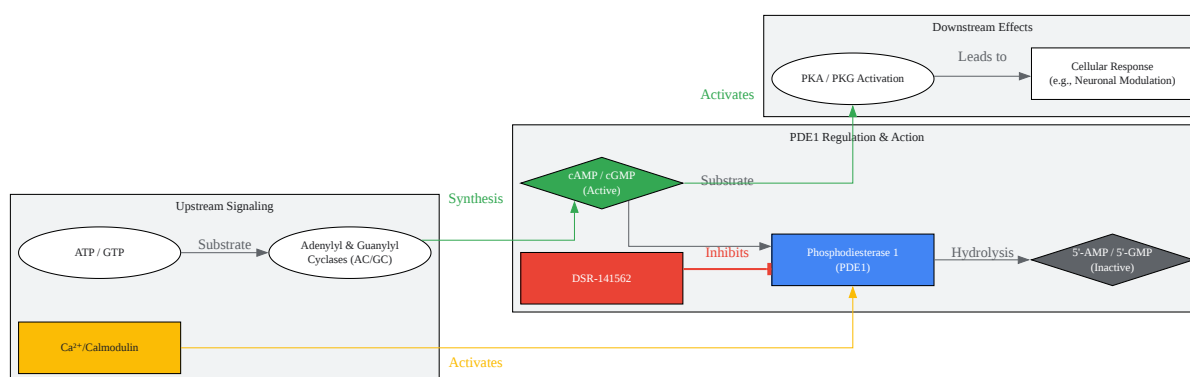 Downstream Effects
PKA / PKG Activation
Leads to
Cellular Response
(e.g., Neuronal Modulation)
Activates
PDE1 Regulation & Action
cAMP / cGMP
(Active)
Substrate
Synthesis
Upstream Signaling
ATP / GTP
Substrate
Adenylyl & Guanylyl
Cyclases (AC/GC)
Inhibits
DSR-141562
Phosphodiesterase 1
(PDE1)
Hydrolysis
5'-AMP / 5'-GMP
(Inactive)
Ca²⁺/Calmodulin
Activates